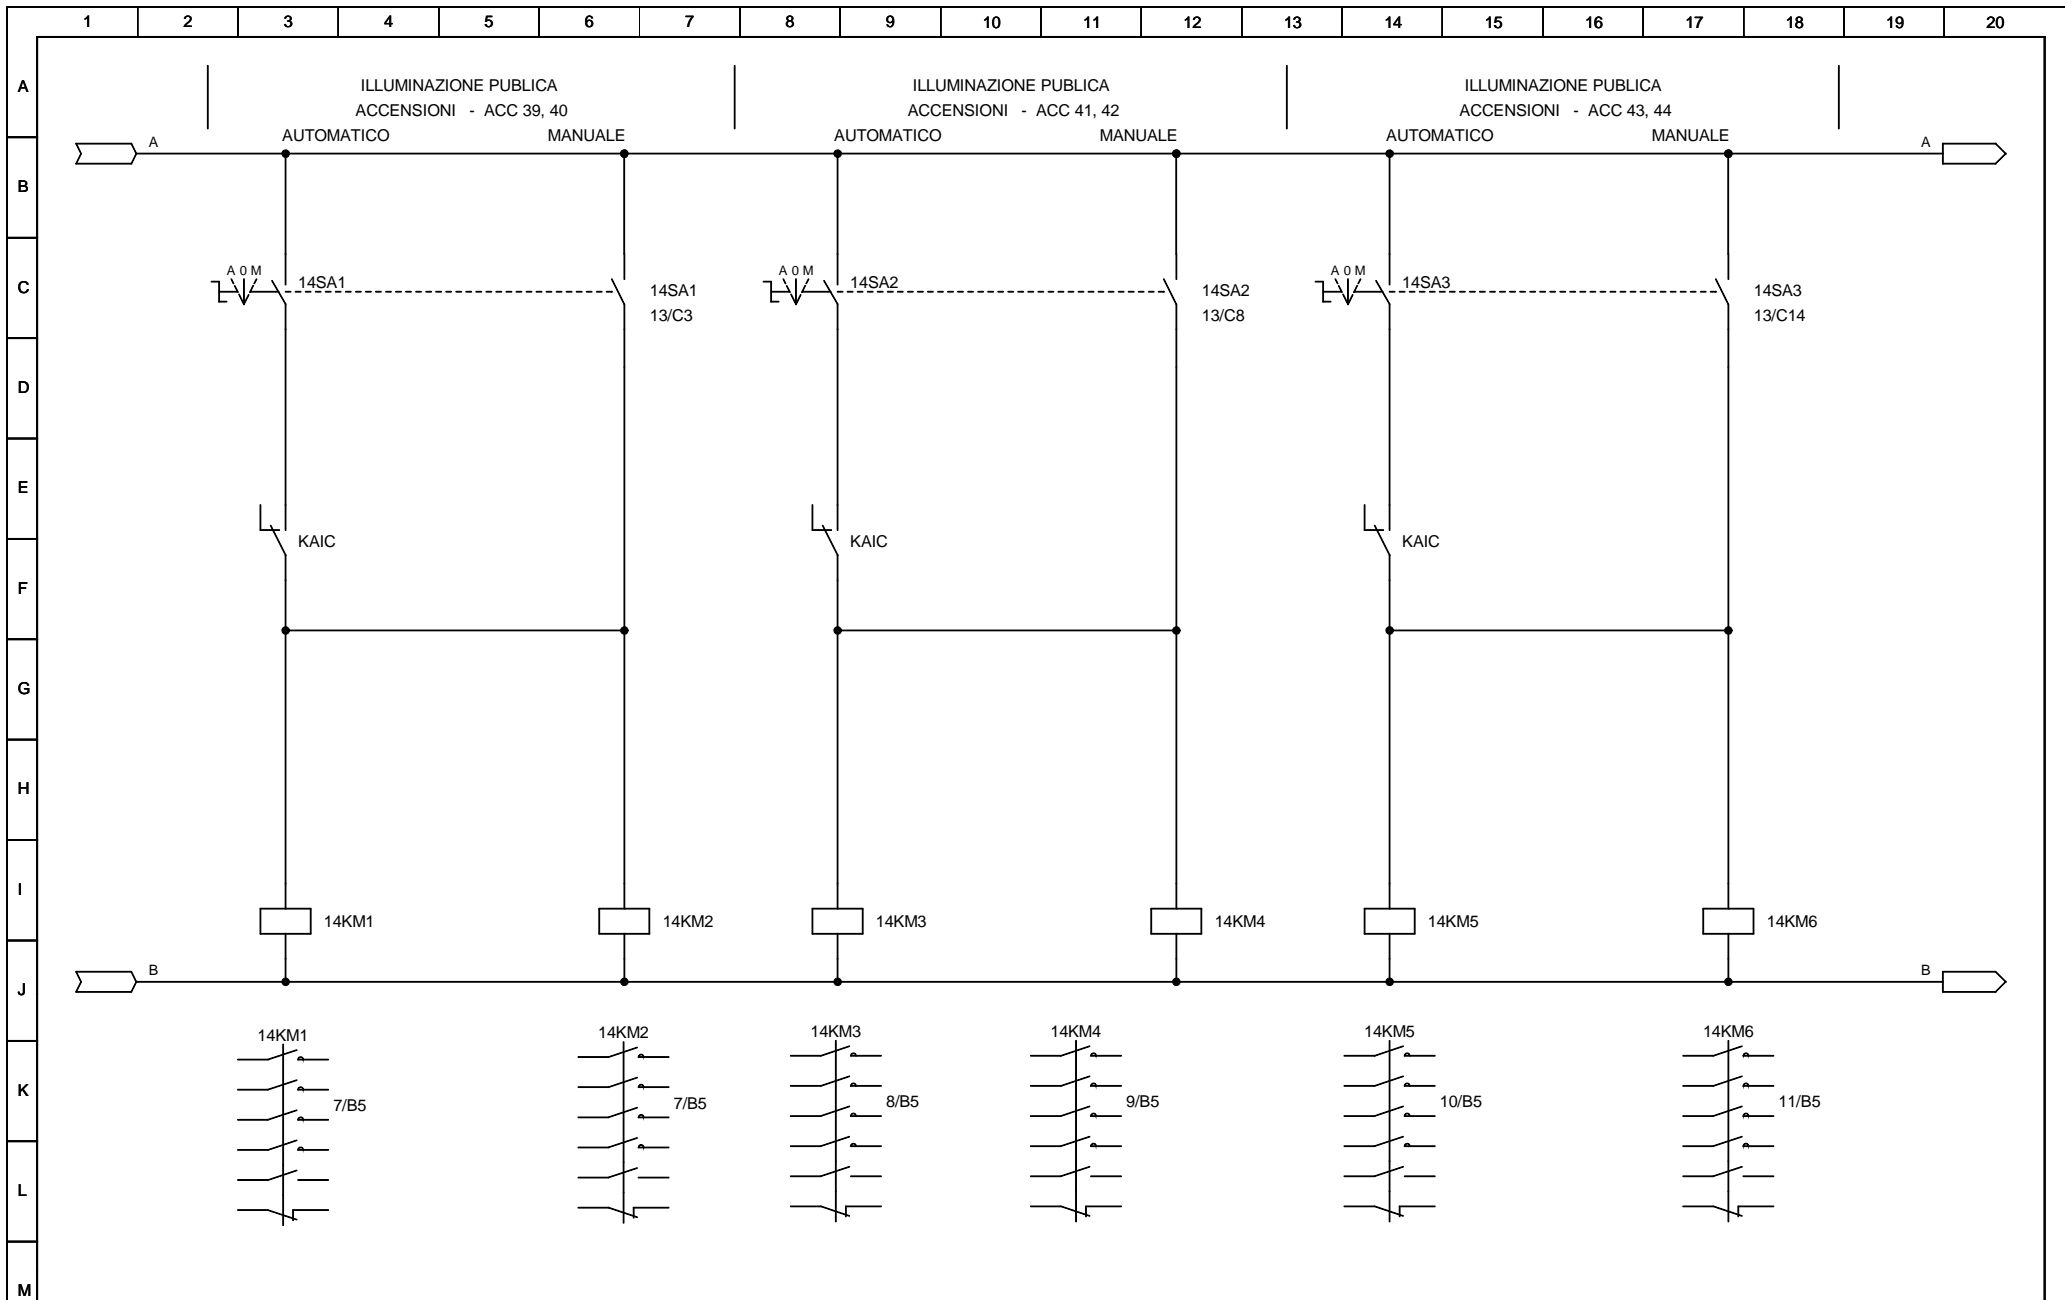 1 2 3 4 5 6 7 8 9 10 11 12 13 14 15 16 17 18 19 20
A
ILLUMINAZIONE PUBLICA ILLUMINAZIONE PUBLICA ILLUMINAZIONE PUBLICA
ACCENSIONI - ACC 39, 40 ACCENSIONI - ACC 41, 42 ACCENSIONI - ACC 43, 44
AUTOMATICO MANUALE AUTOMATICO MANUALE AUTOMATICO MANUALE
A A
B
A 0 M A 0 M A 0 M
C
14SA1 14SA2 14SA3
14SA1 14SA2 14SA3
13/C3 13/C8 13/C14
D
E
KAIC KAIC KAIC
F
G
H
I
14KM1 14KM2 14KM3 14KM4 14KM5 14KM6
B B
J
14KM1 14KM2 14KM3 14KM4 14KM5 14KM6
K
7/B5 7/B5 8/B5 9/B5 10/B5 11/B5
L
M